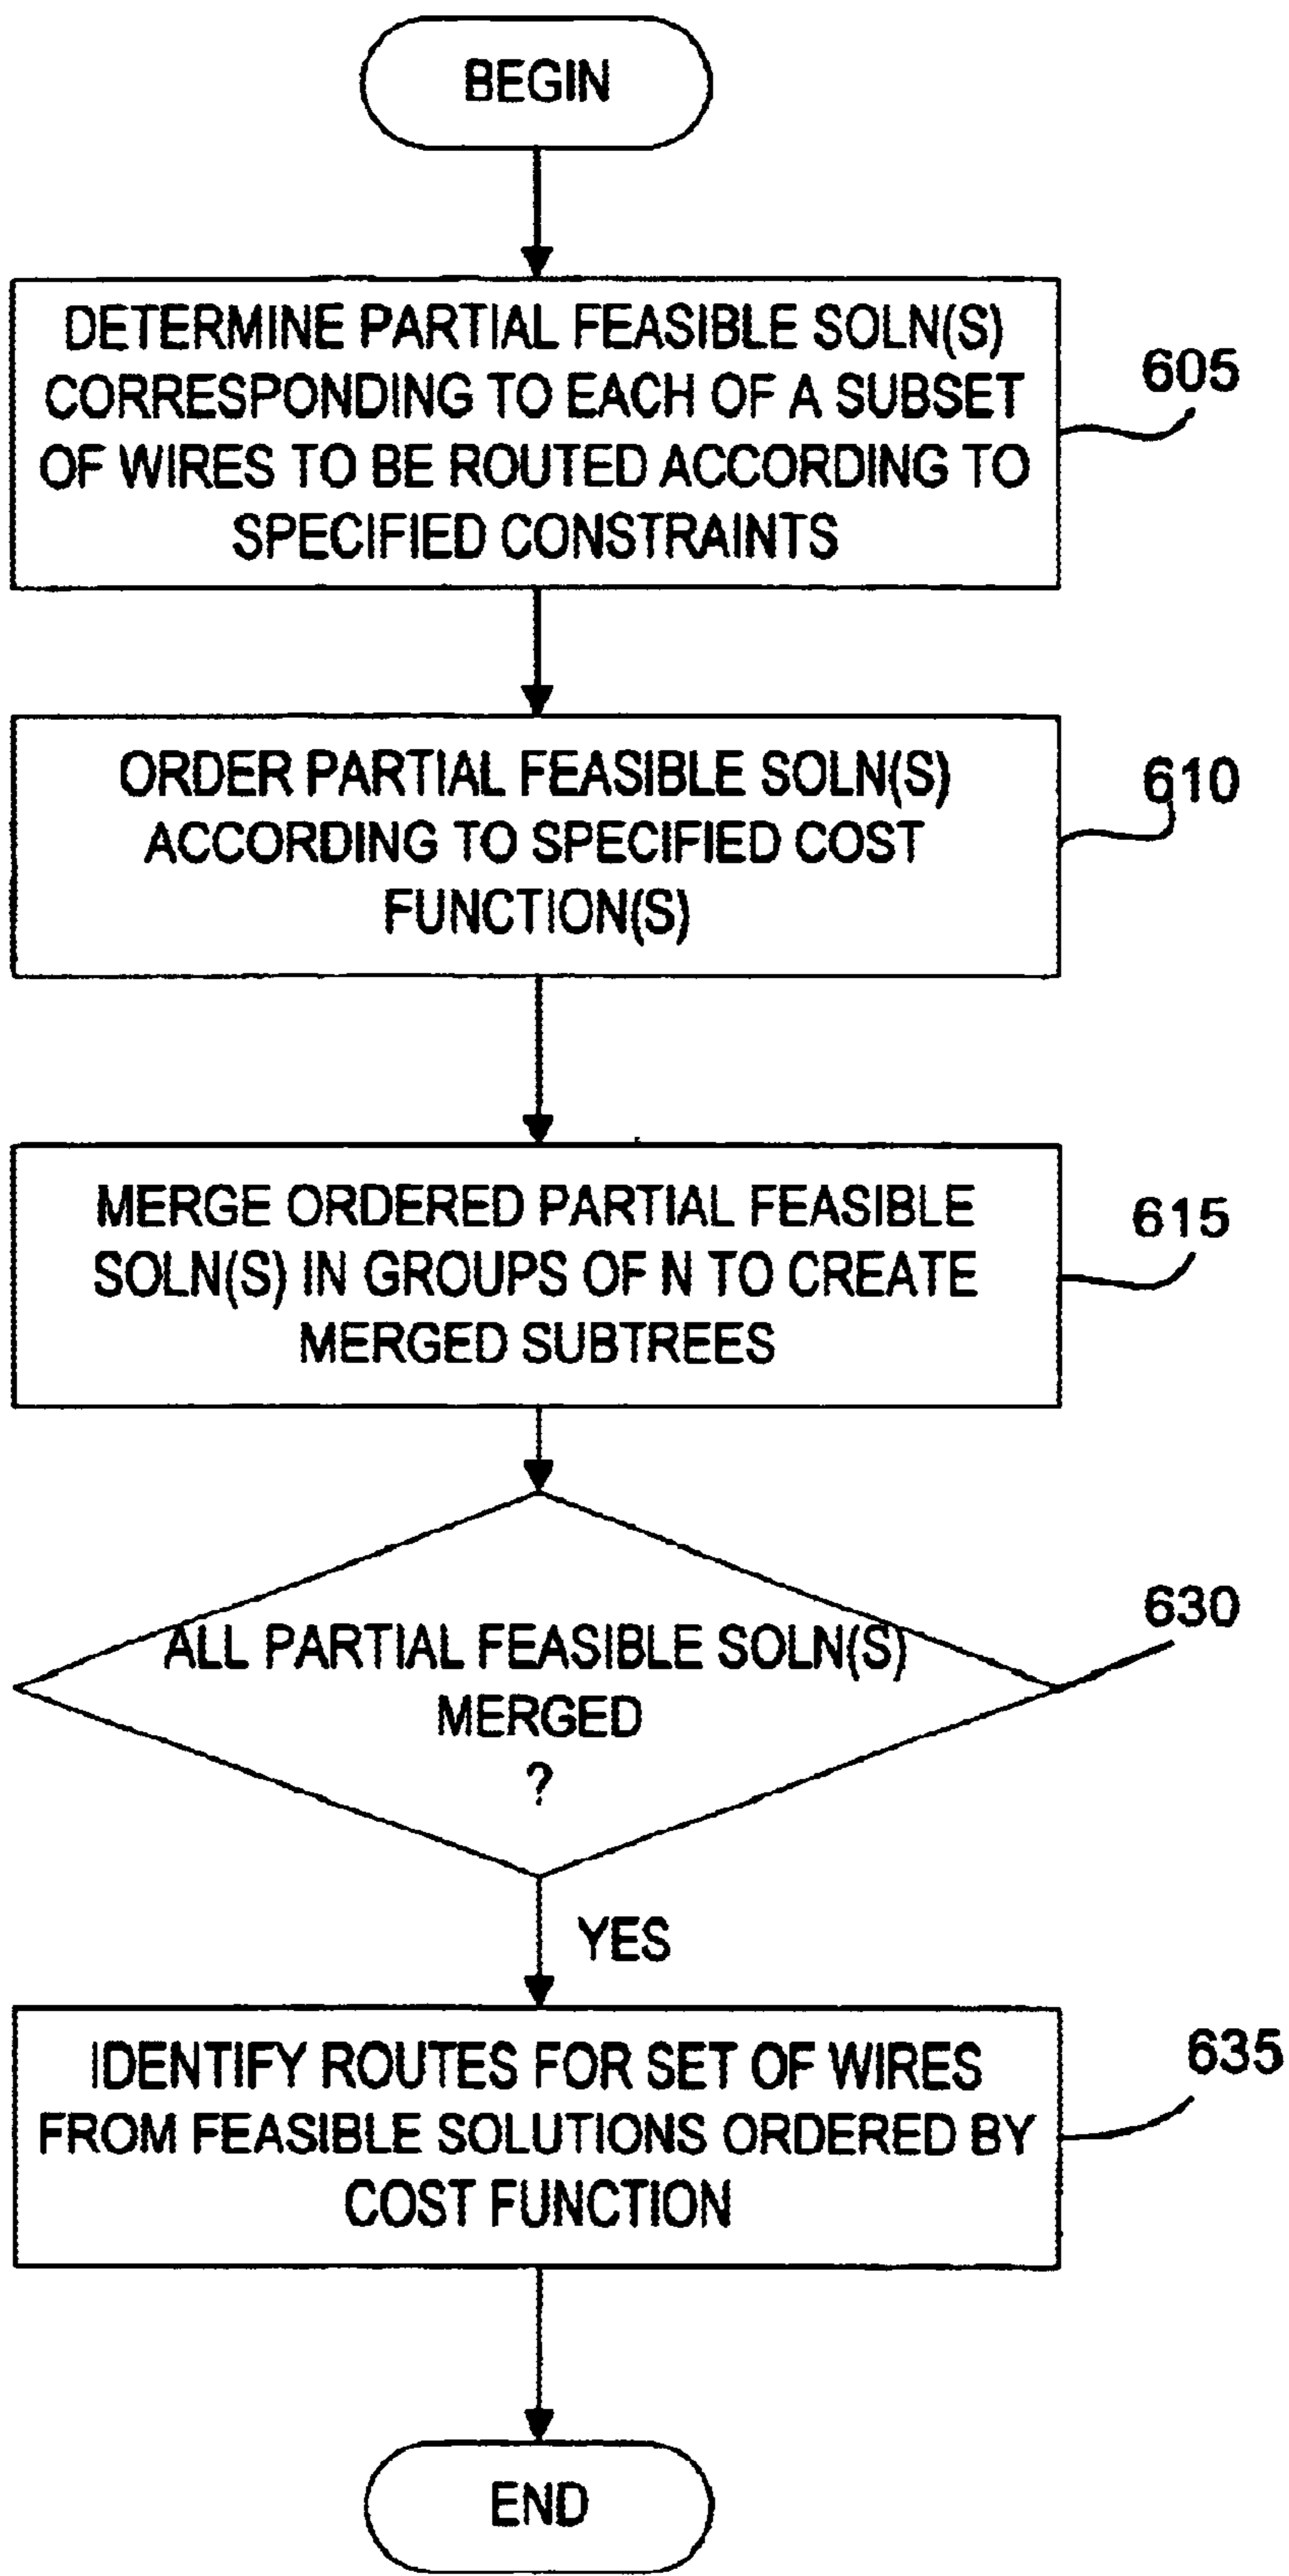 BEGIN
DETERMINE PARTIAL FEASIBLE SOLN(S)
CORRESPONDING TO EACH OF A SUBSET
OF WIRES TO BE ROUTED ACCORDING TO
SPECIFIED CONSTRAINTS
605
ORDER PARTIAL FEASIBLE SOLN(S)
ACCORDING TO SPECIFIED COST
FUNCTION(S)
610
MERGE ORDERED PARTIAL FEASIBLE
SOLN(S) IN GROUPS OF N TO CREATE
MERGED SUBTREES
615
ALL PARTIAL FEASIBLE SOLN(S)
MERGED
?
630
YES
IDENTIFY ROUTES FOR SET OF WIRES
FROM FEASIBLE SOLUTIONS ORDERED BY
COST FUNCTION
635
END